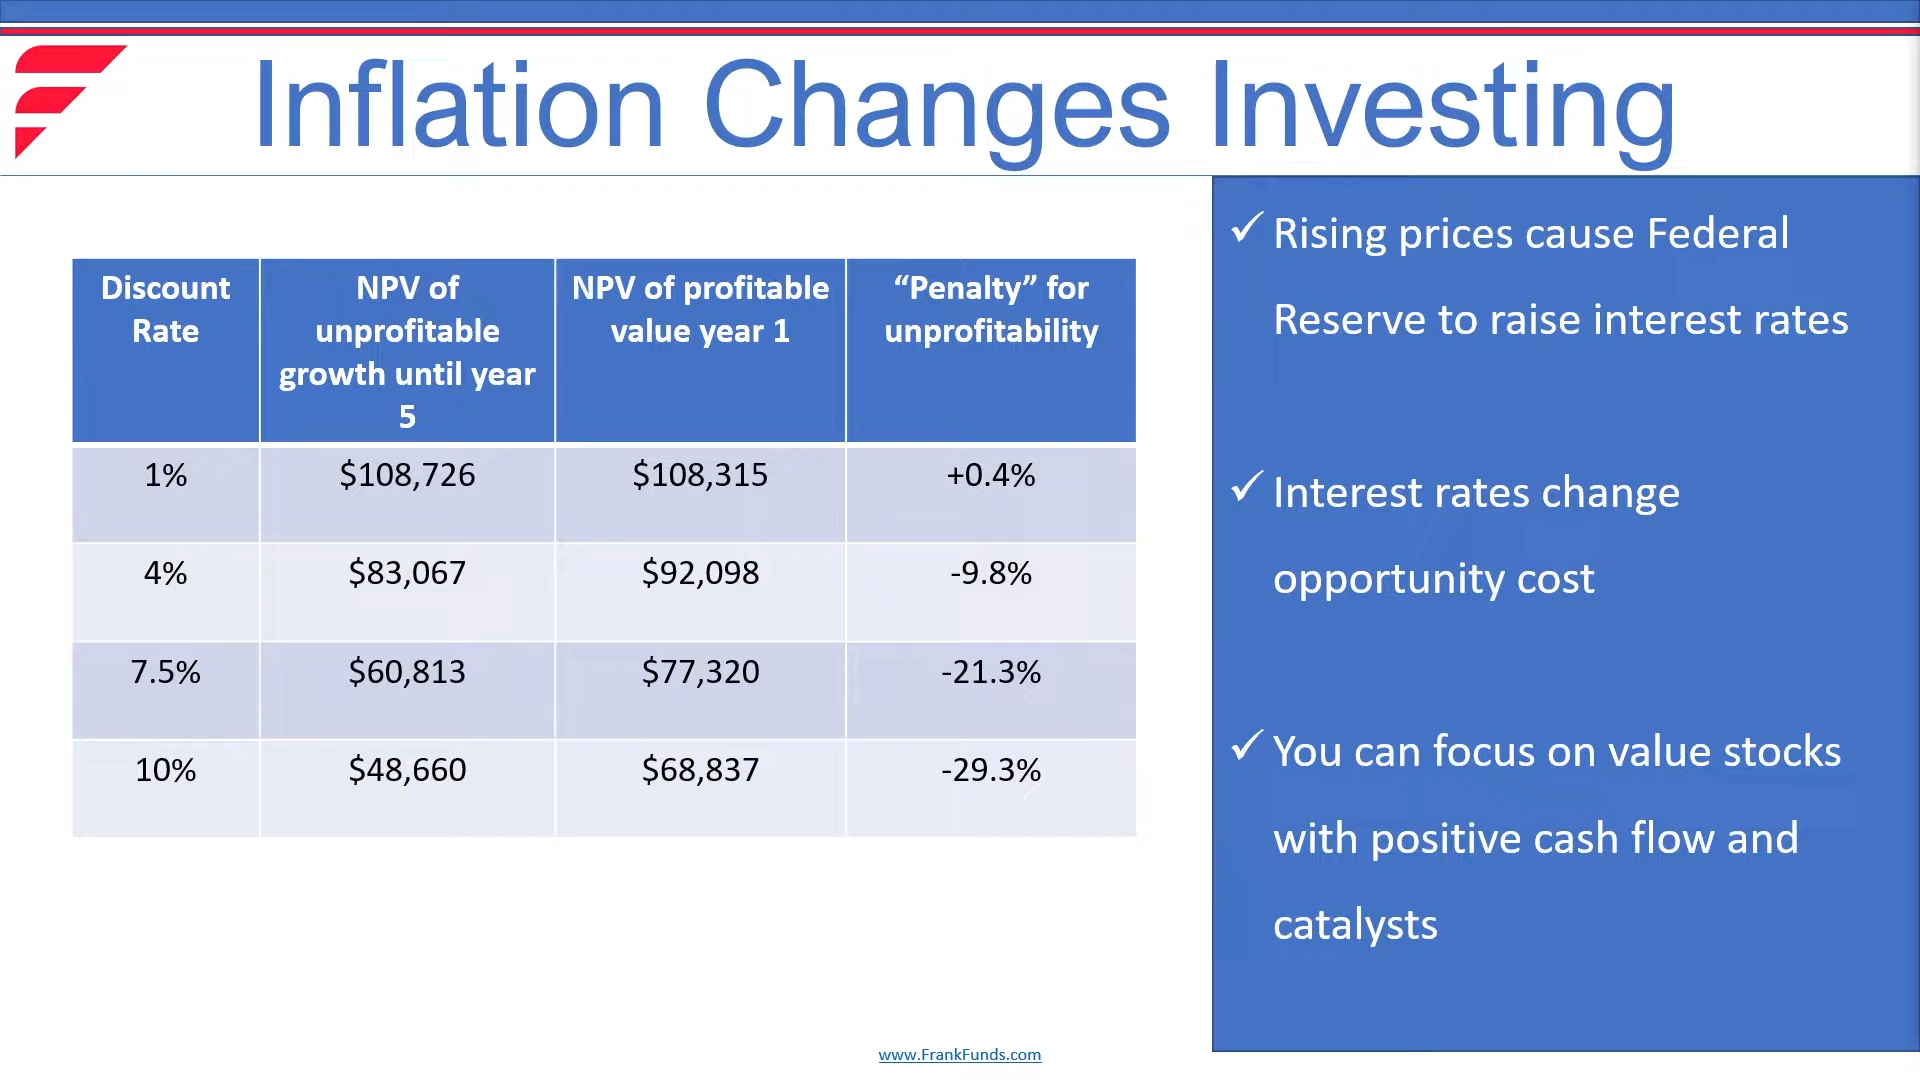 Inflation Changes Investing
Discount
Rate
NPV of
unprofitable
growth until year
5
NPV of profitable
value year 1
“Penalty” for
unprofitability
1% $108,726 $108,315 +0.4%
4% $83,067 $92,098 -9.8%
7.5% $60,813 $77,320 -21.3%
10% $48,660 $68,837 -29.3%
✓ Rising prices cause Federal
Reserve to raise interest rates
✓ Interest rates change
opportunity cost
✓ You can focus on value stocks
with positive cash flow and
catalysts
www.FrankFunds.com